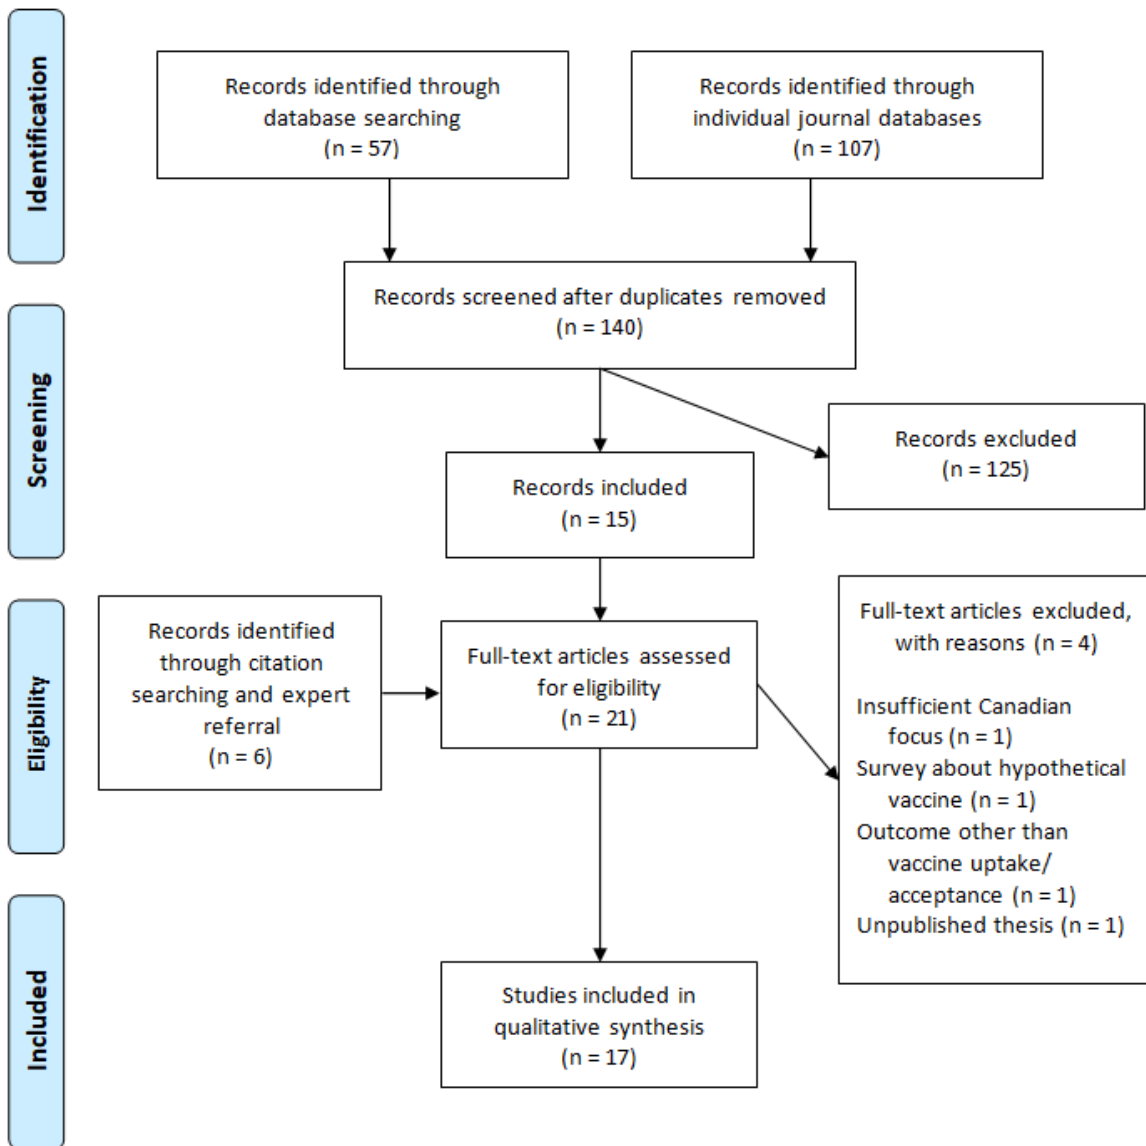 Identification
Records identified through
database searching
(n = 57)
Records identified through
individual journal databases
(n = 107)
Records screened after duplicates removed
(n = 140)
Screening
Records excluded
(n = 125)
Records included
(n = 15)
Eligibility
Records identified
through citation
searching and expert
referral
(n = 6)
Full-text articles assessed
for eligibility
(n = 21)
Full-text articles excluded,
with reasons (n = 4)
Insufficient Canadian
focus (n = 1)
Survey about hypothetical
vaccine (n = 1)
Outcome other than
vaccine uptake/
acceptance (n = 1)
Unpublished thesis (n = 1)
Included
Studies included in
qualitative synthesis
(n = 17)